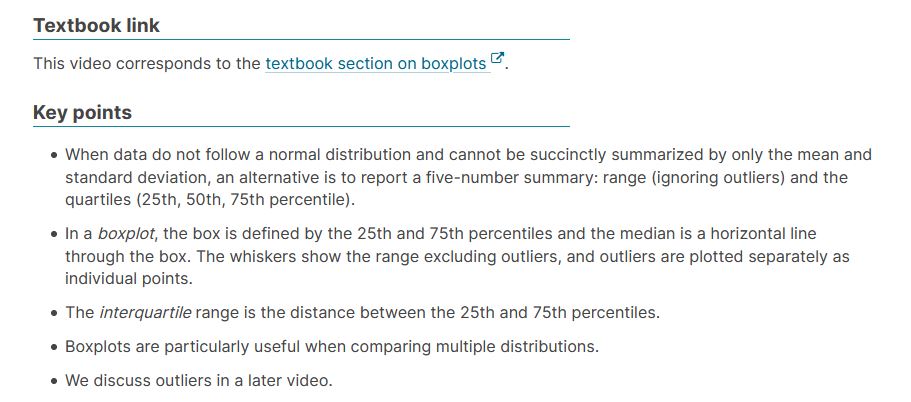 Textbook link
This video corresponds to the textbook section on boxplots.
Key points
• When data do not follow a normal distribution and cannot be succinctly summarized by only the mean and
standard deviation, an alternative is to report a five-number summary: range (ignoring outliers) and the
quartiles (25th, 50th, 75th percentile).
• In a boxplot, the box is defined by the 25th and 75th percentiles and the median is a horizontal line
through the box. The whiskers show the range excluding outliers, and outliers are plotted separately as
individual points.
• The interquartile range is the distance between the 25th and 75th percentiles.
• Boxplots are particularly useful when comparing multiple distributions.
• We discuss outliers in a later video.